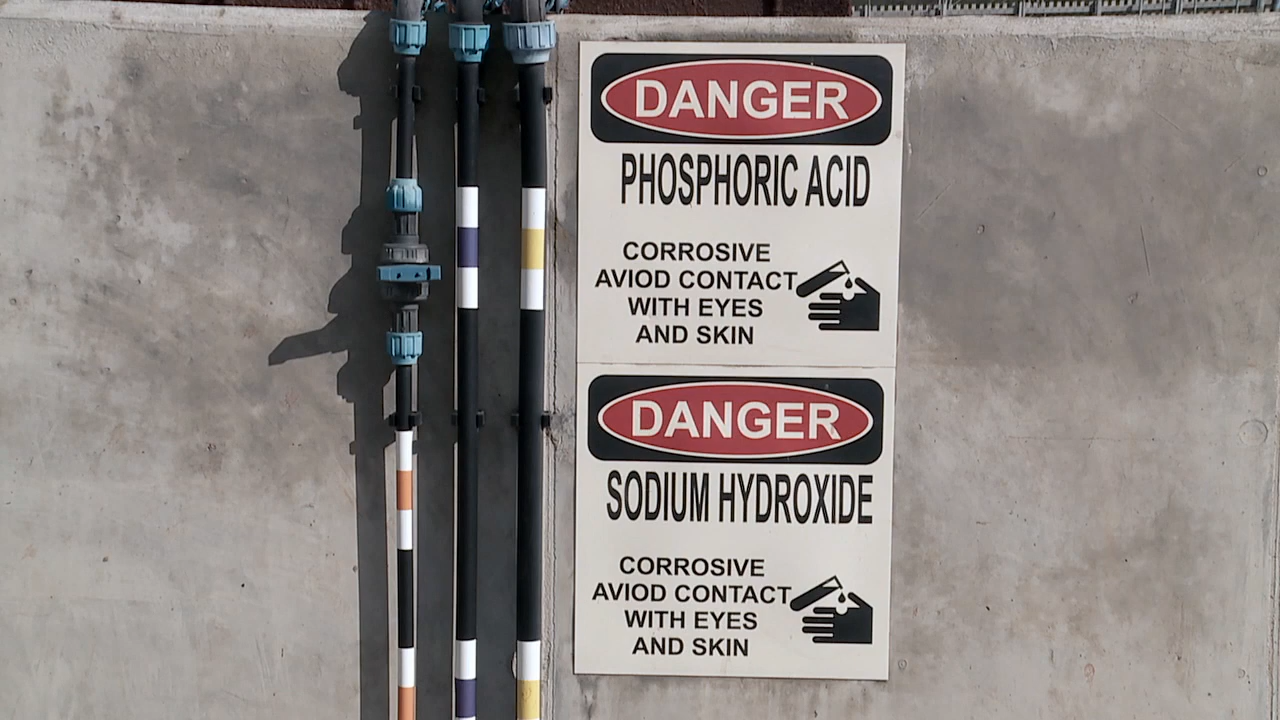 DANGER
PHOSPHORIC ACID
CORROSIVE
AVIOD CONTACT
WITH EYES
AND SKIN
DANGER
SODIUM HYDROXIDE
CORROSIVE
AVIOD CONTACT
WITH EYES
AND SKIN